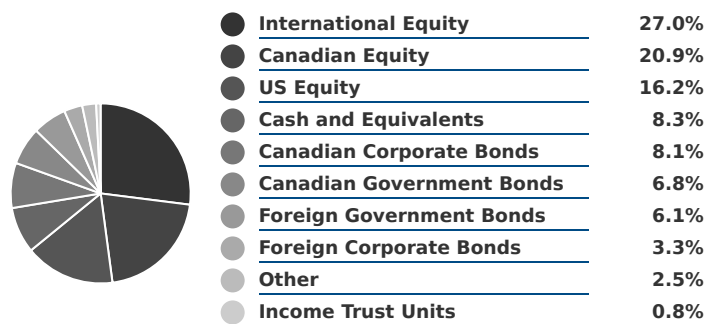 International Equity 27.0%
Canadian Equity 20.9%
US Equity 16.2%
Cash and Equivalents 8.3%
Canadian Corporate Bonds 8.1%
Canadian Government Bonds 6.8%
Foreign Government Bonds 6.1%
Foreign Corporate Bonds 3.3%
Other 2.5%
Income Trust Units 0.8%